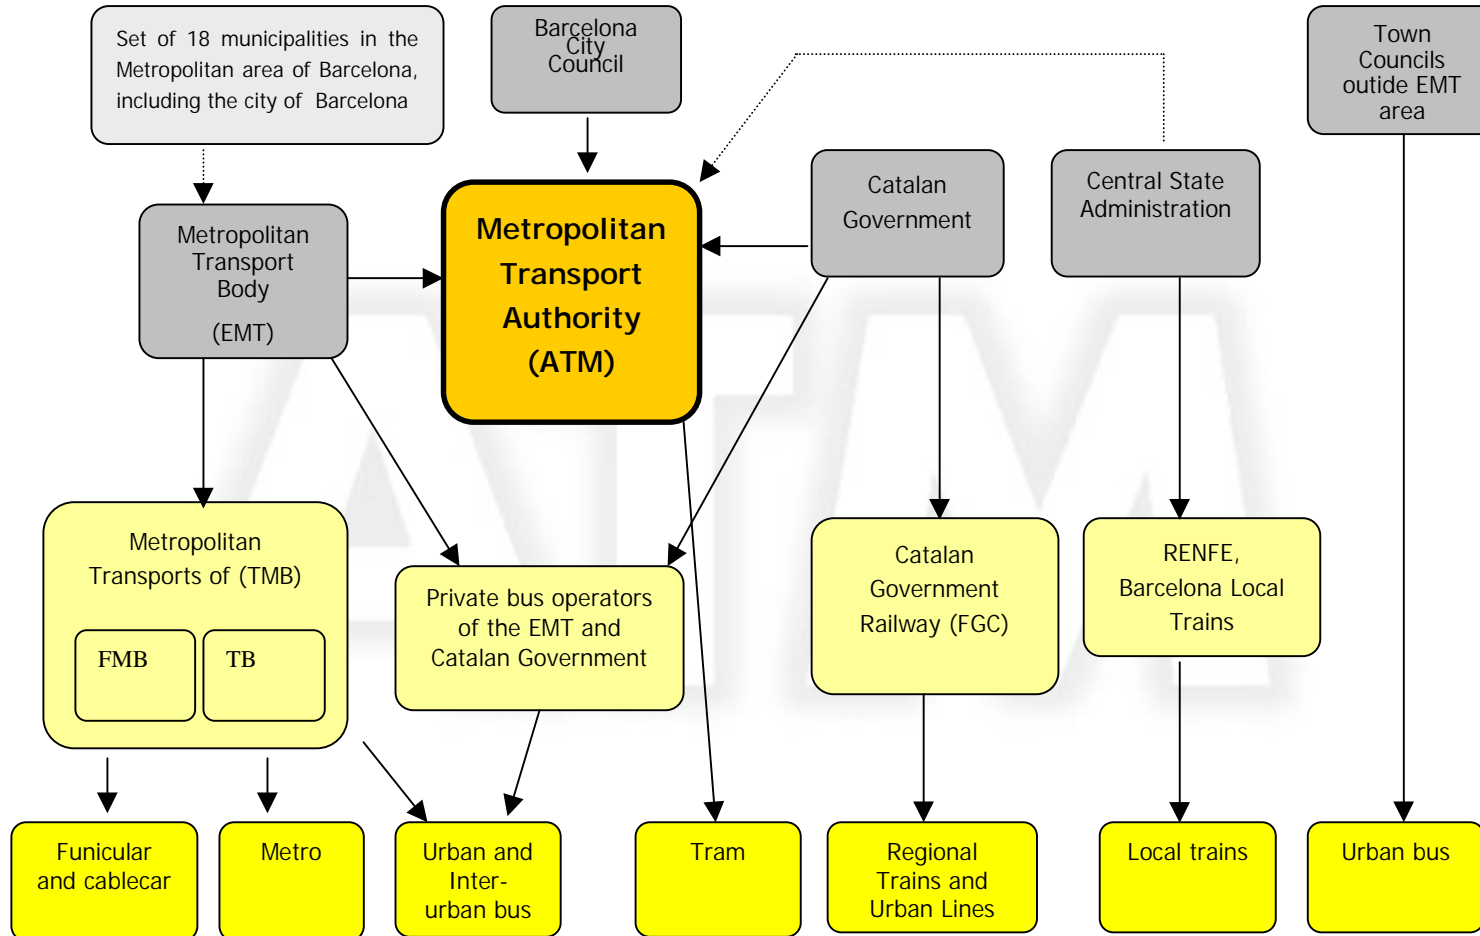 Set of 18 municipalities in the
Metropolitan area of Barcelona,
including the city of Barcelona
Barcelona
City
Council
Town
Councils
outide EMT
area
Metropolitan
Transport
Body
(EMT)
Metropolitan
Transport
Authority
(ATM)
Catalan
Government
Central State
Administration
Metropolitan
Transports of (TMB)
FMB
TB
Private bus operators
of the EMT and
Catalan Government
Catalan
Government
Railway (FGC)
RENFE,
Barcelona Local
Trains
Funicular
and cablecar
Metro
Urban and
Inter-
urban bus
Tram
Regional
Trains and
Urban Lines
Local trains
Urban bus
ATM